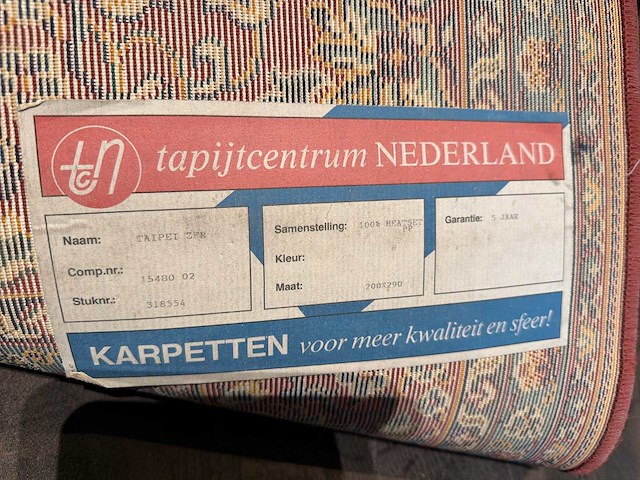 tcn tapijtcentrum NEDERLAND
Naam: TAIPEI ZER
Comp.nr.: 15480 02
Stuknr.: 318554
Samenstelling: 100% HEATSET PP
Kleur:
Maat: 200X290
Garantie: 5 JAAR
KARPETTEN voor meer kwaliteit en sfeer!